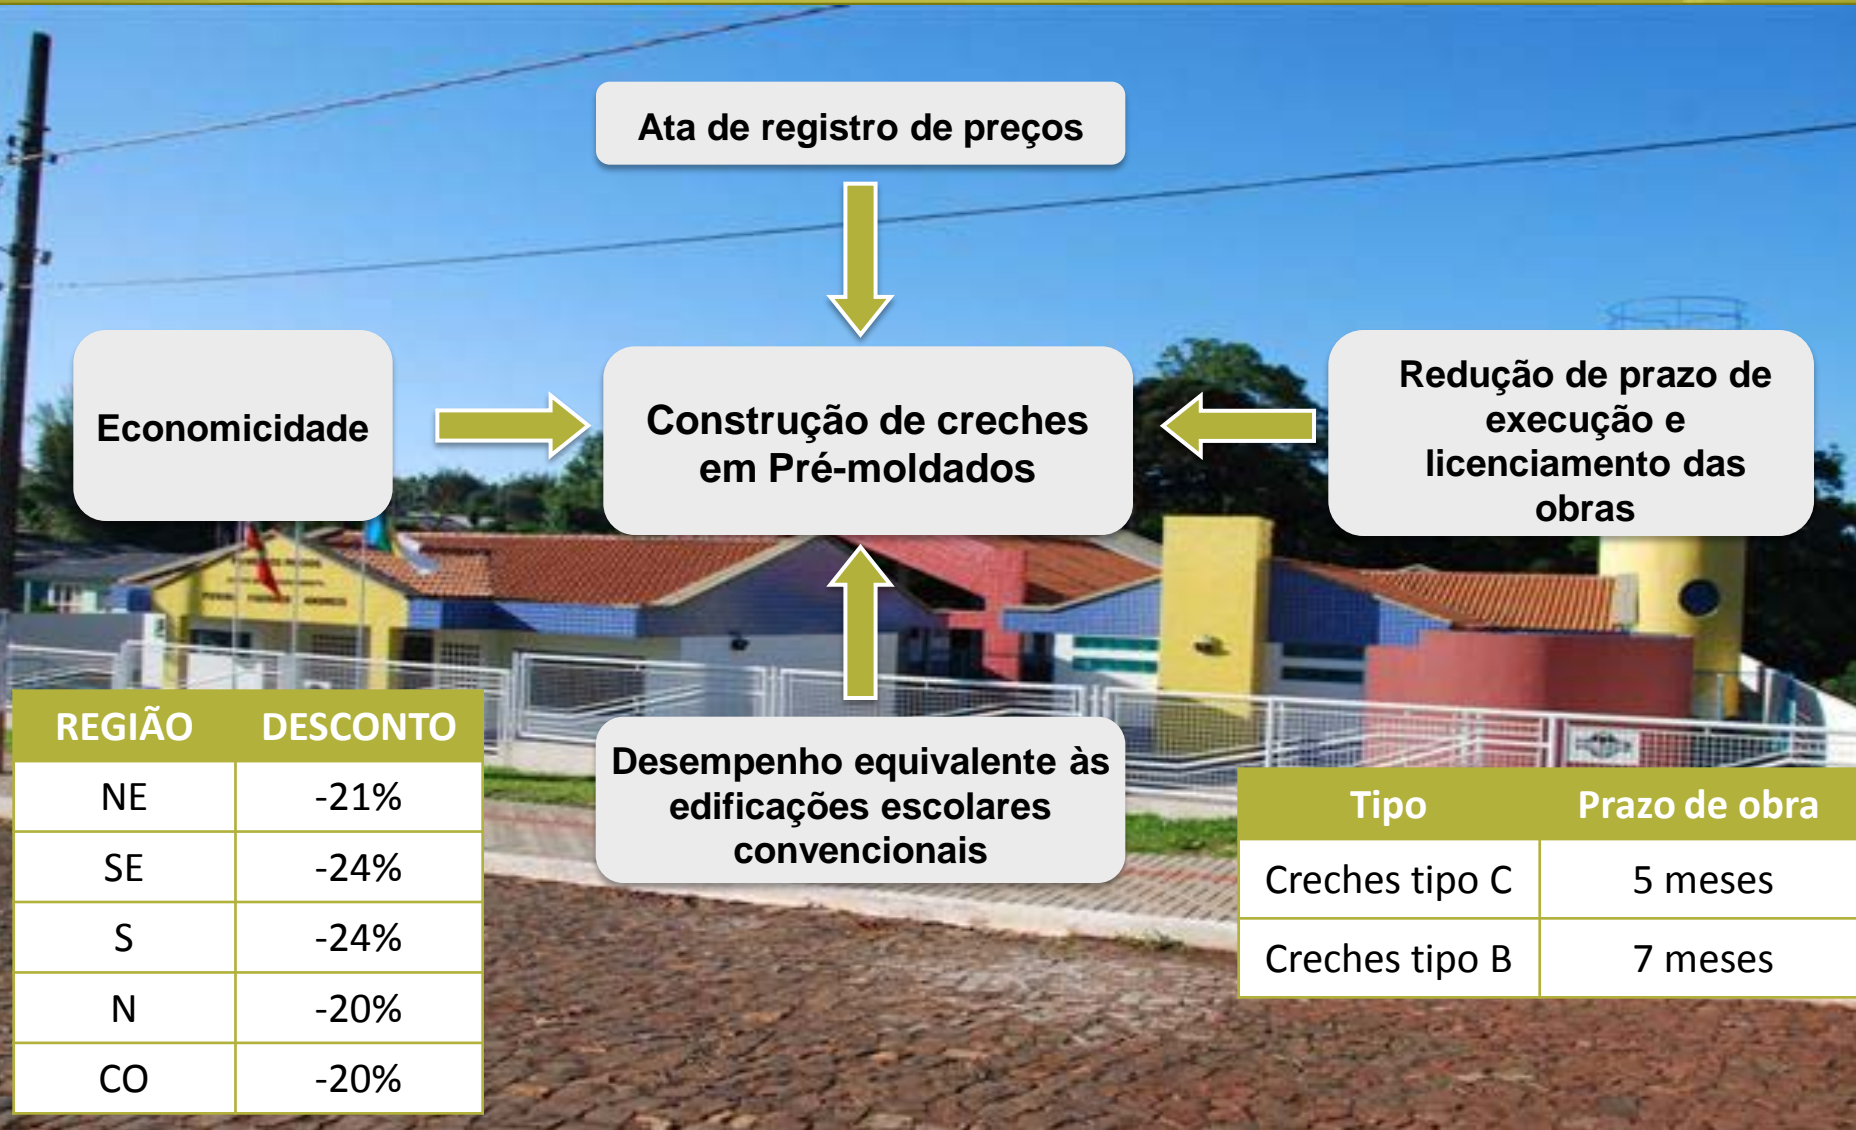 Ata de registro de preços
Economicidade
Construção de creches
em Pré-moldados
Redução de prazo de
execução e
licenciamento das
obras
Desempenho equivalente às
edificações escolares
convencionais
REGIÃO DESCONTO
NE -21%
SE -24%
S -24%
N -20%
CO -20%
Tipo Prazo de obra
Creches tipo C 5 meses
Creches tipo B 7 meses